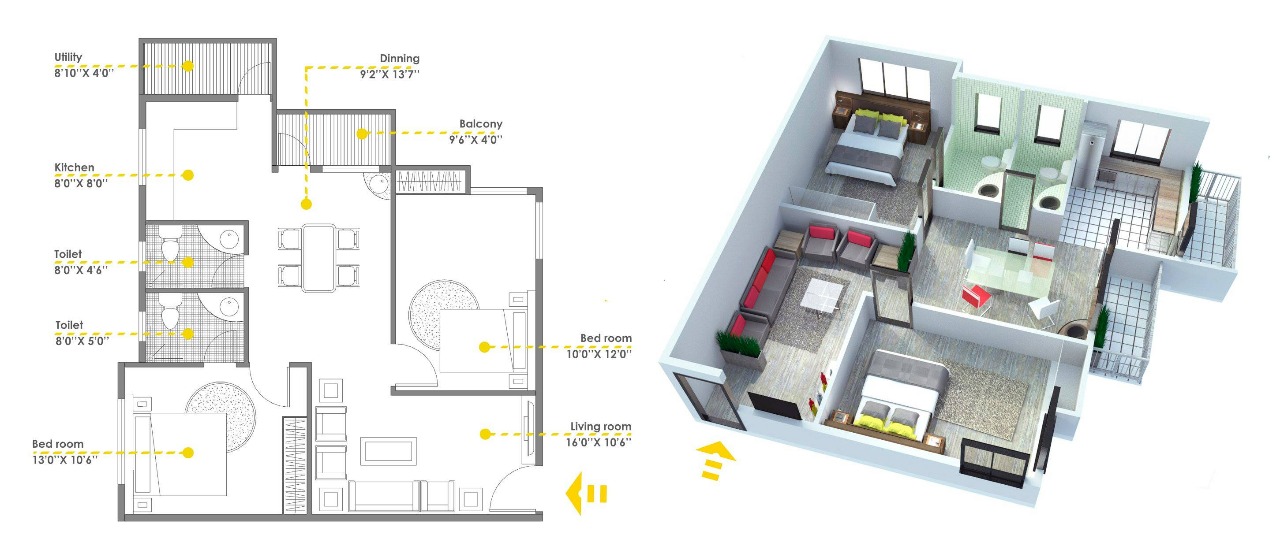 Utility
8'10"X 4'0"
Dinning
9'2"X 13'7"
Balcony
9'6"X 4'0"
Kitchen
8'0"X 8'0"
Toilet
8'0"X 4'6"
Toilet
8'0"X 5'0"
Bed room
10'0"X 12'0"
Living room
16'0"X 10'6"
Bed room
13'0"X 10'6"